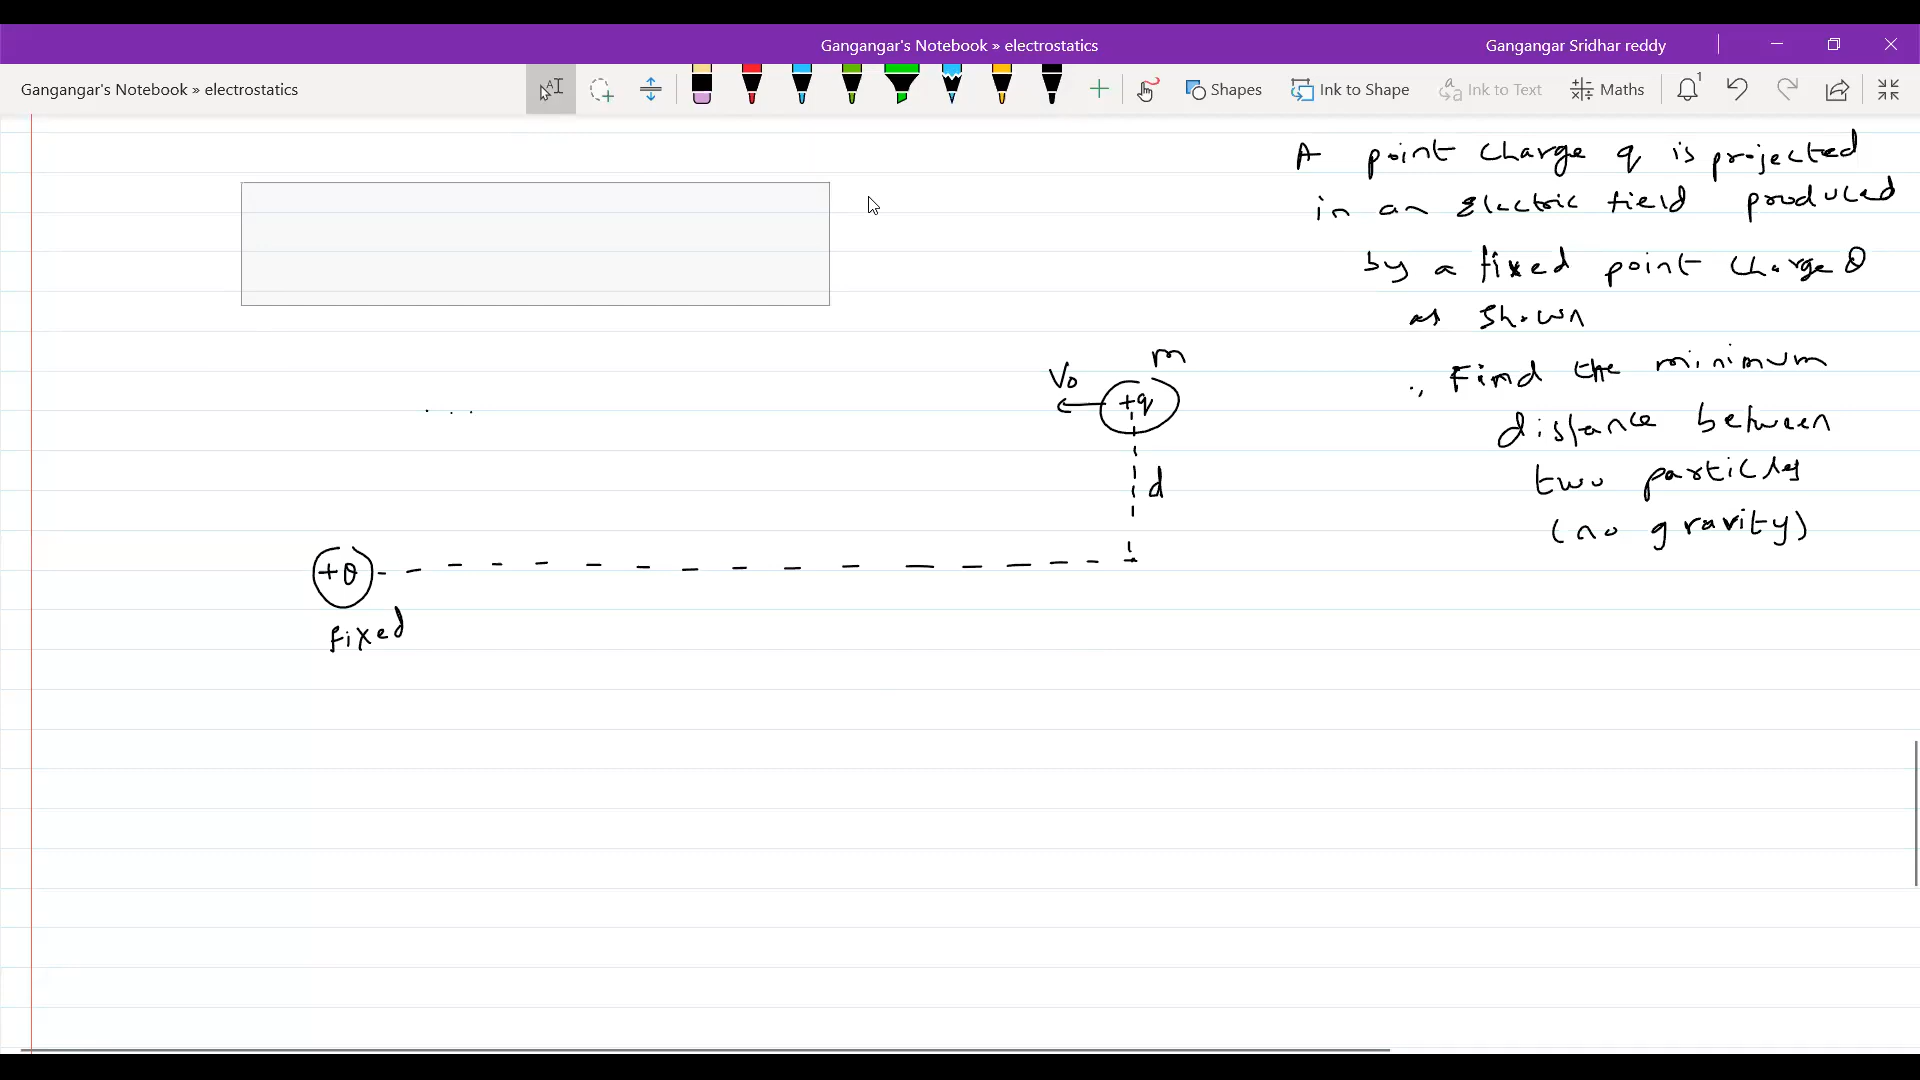 Gangangar's Notebook » electrostatics
Gangangar Sridhar reddy
Gangangar's Notebook » electrostatics
Shapes
Ink to Shape
Ink to Text
Maths
1
A point charge q is projected
in an Electric field produced
by a fixed point charge Q
as shown
Find the minimum
distance between
two particles
(no gravity)
m
V0
+q
d
+Q
fixed